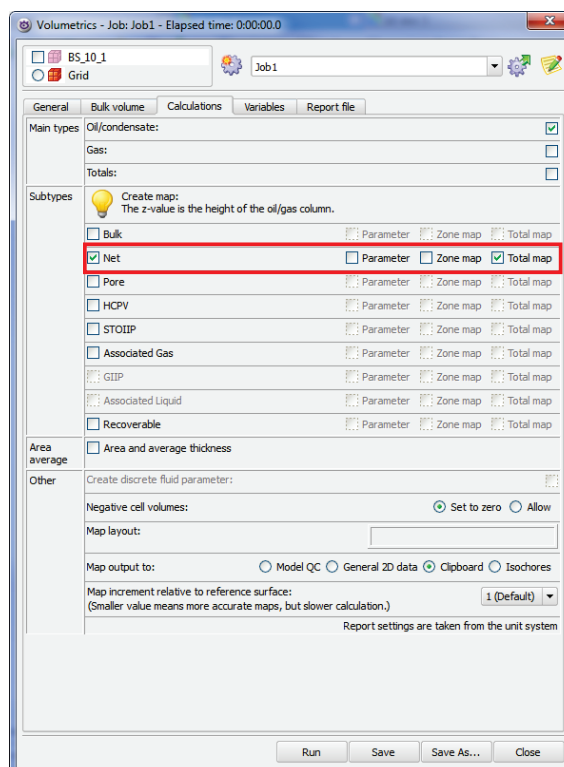 Volumetrics - Job: Job1 - Elapsed time: 0:00:00.0
BS_10_1
Grid
Job1
General Bulk volume Calculations Variables Report file
Main types Oil/condensate:
Gas:
Totals:
Subtypes Create map:
The z-value is the height of the oil/gas column.
Bulk Parameter Zone map Total map
Net Parameter Zone map Total map
Pore Parameter Zone map Total map
HCPV Parameter Zone map Total map
STOIIP Parameter Zone map Total map
Associated Gas Parameter Zone map Total map
GIIP Parameter Zone map Total map
Associated Liquid Parameter Zone map Total map
Recoverable Parameter Zone map Total map
Area average Area and average thickness
Other Create discrete fluid parameter:
Negative cell volumes: Set to zero Allow
Map layout:
Map output to: Model QC General 2D data Clipboard Isochores
Map increment relative to reference surface: 1 (Default)
(Smaller value means more accurate maps, but slower calculation.)
Report settings are taken from the unit system
Run Save Save As... Close